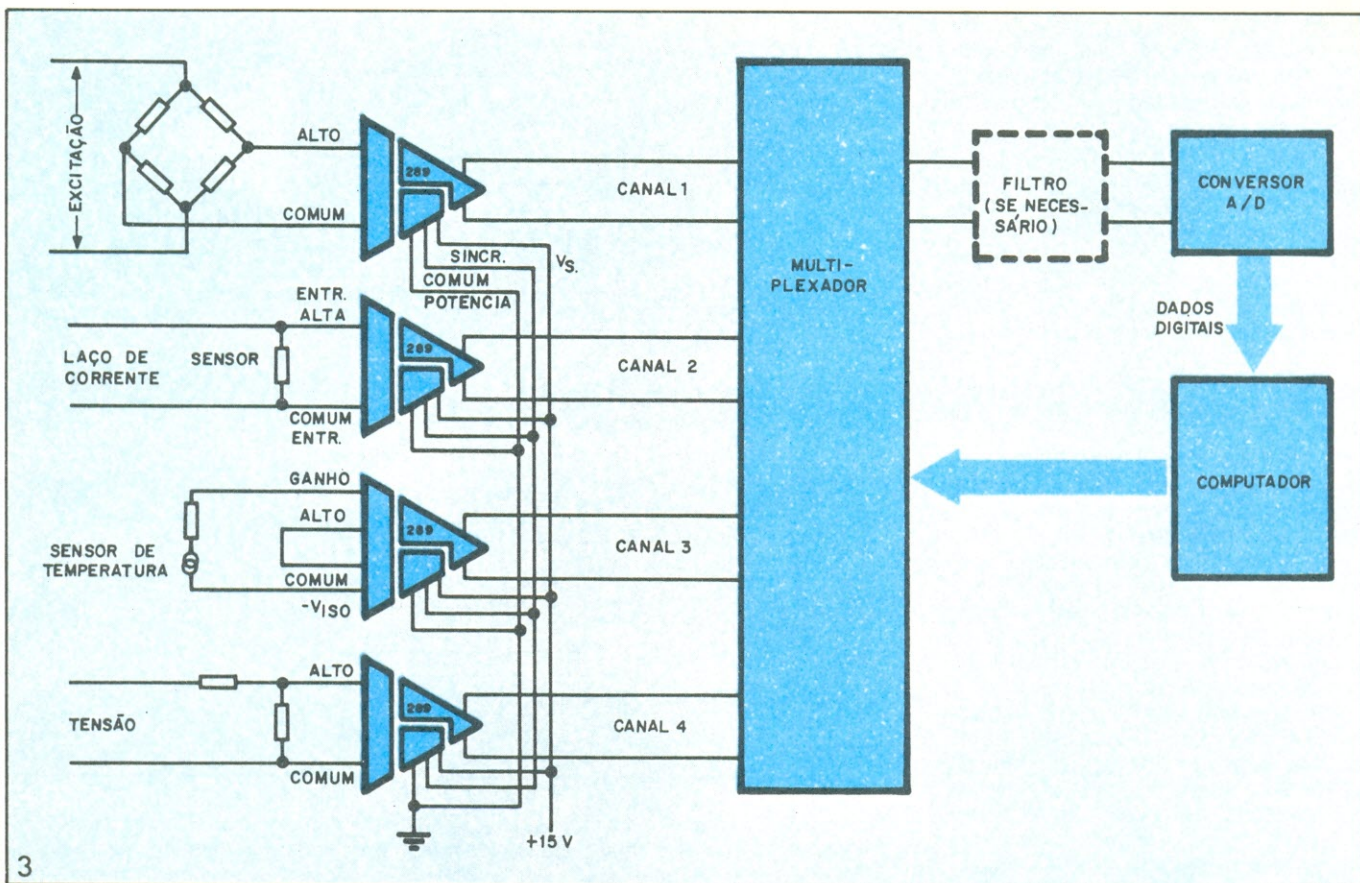 EXCITAÇÃO
ALTO
COMUM
289
CANAL 1
SINCR.
COMUM
POTENCIA
VS.
ENTR.
ALTA
LAÇO DE
CORRENTE
SENSOR
COMUM
ENTR.
289
CANAL 2
GANHO
ALTO
SENSOR DE
TEMPERATURA
COMUM
-VISO
289
CANAL 3
ALTO
TENSÃO
COMUM
289
CANAL 4
+15 V
MULTI-
PLEXADOR
FILTRO
(SE NECES-
SÁRIO)
CONVERSOR
A/D
DADOS
DIGITAIS
COMPUTADOR
3